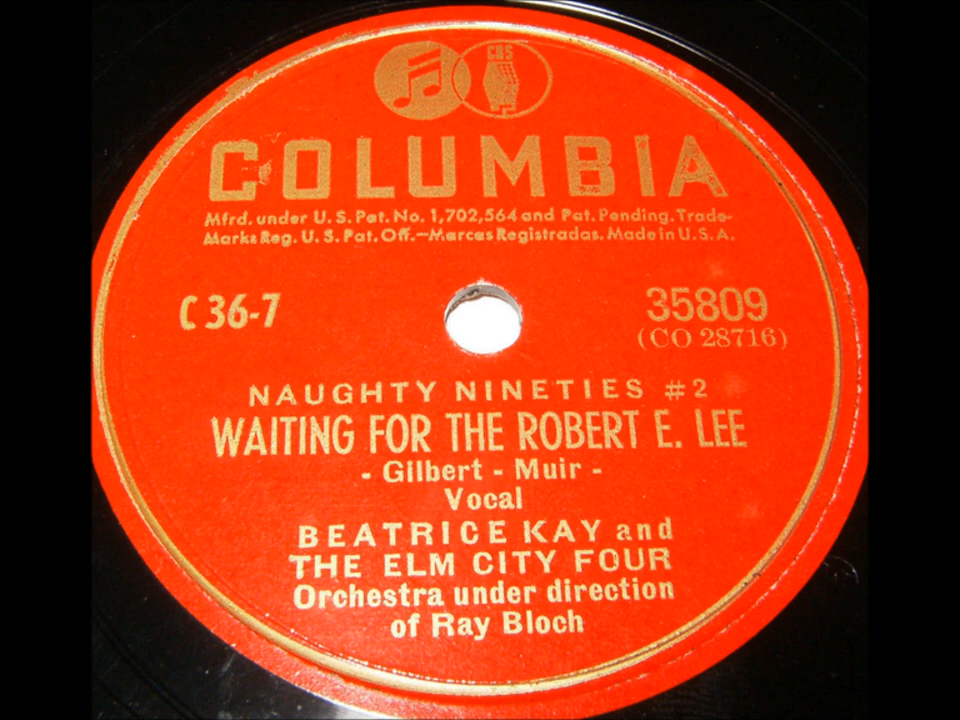 CBS
COLUMBIA
Mfrd. under U.S. Pat. No. 1,702,564 and Pat. Pending. Trade-
Marks Reg. U.S. Pat. Off.—Marcas Registradas. Made in U.S.A.
C 36-7
35809
(CO 28716)
NAUGHTY NINETIES #2
WAITING FOR THE ROBERT E. LEE
- Gilbert - Muir -
Vocal
BEATRICE KAY and
THE ELM CITY FOUR
Orchestra under direction
of Ray Bloch